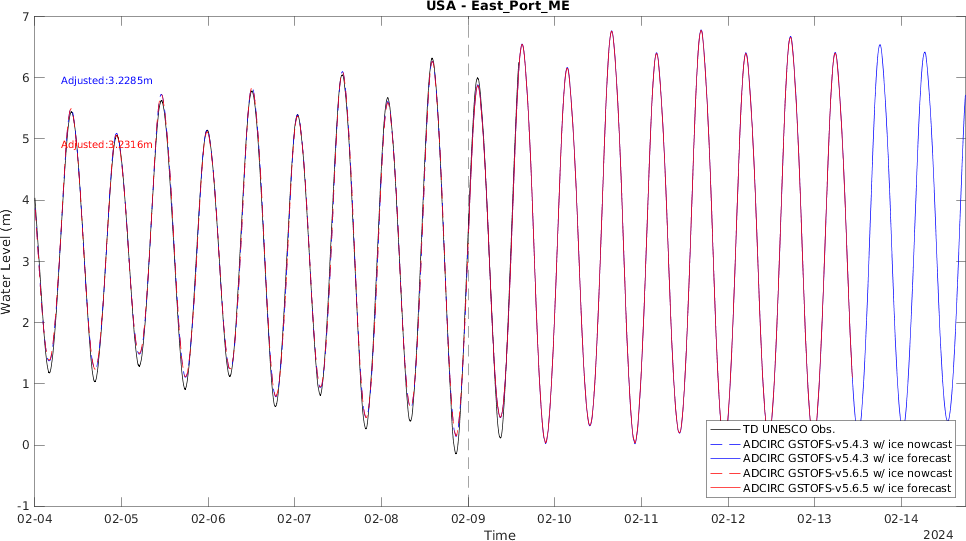 USA - East_Port_ME
7
6
5
4
3
2
1
0
-1
Water Level (m)
Adjusted:3.2285m
Adjusted:3.2316m
TD UNESCO Obs.
ADCIRC GSTOFS-v5.4.3 w/ ice nowcast
ADCIRC GSTOFS-v5.4.3 w/ ice forecast
ADCIRC GSTOFS-v5.6.5 w/ ice nowcast
ADCIRC GSTOFS-v5.6.5 w/ ice forecast
02-04 02-05 02-06 02-07 02-08 02-09 02-10 02-11 02-12 02-13 02-14
Time
2024